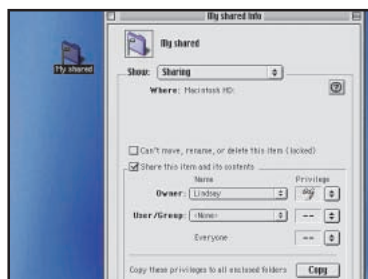 My shared Info
My shared
My shared
Show: Sharing
Where: Macintosh HD:
Can't move, rename, or delete this item (locked)
Share this item and its contents
Name Privilege
Owner: Lindsey
User/Group: <None> --
Everyone --
Copy these privileges to all enclosed folders Copy